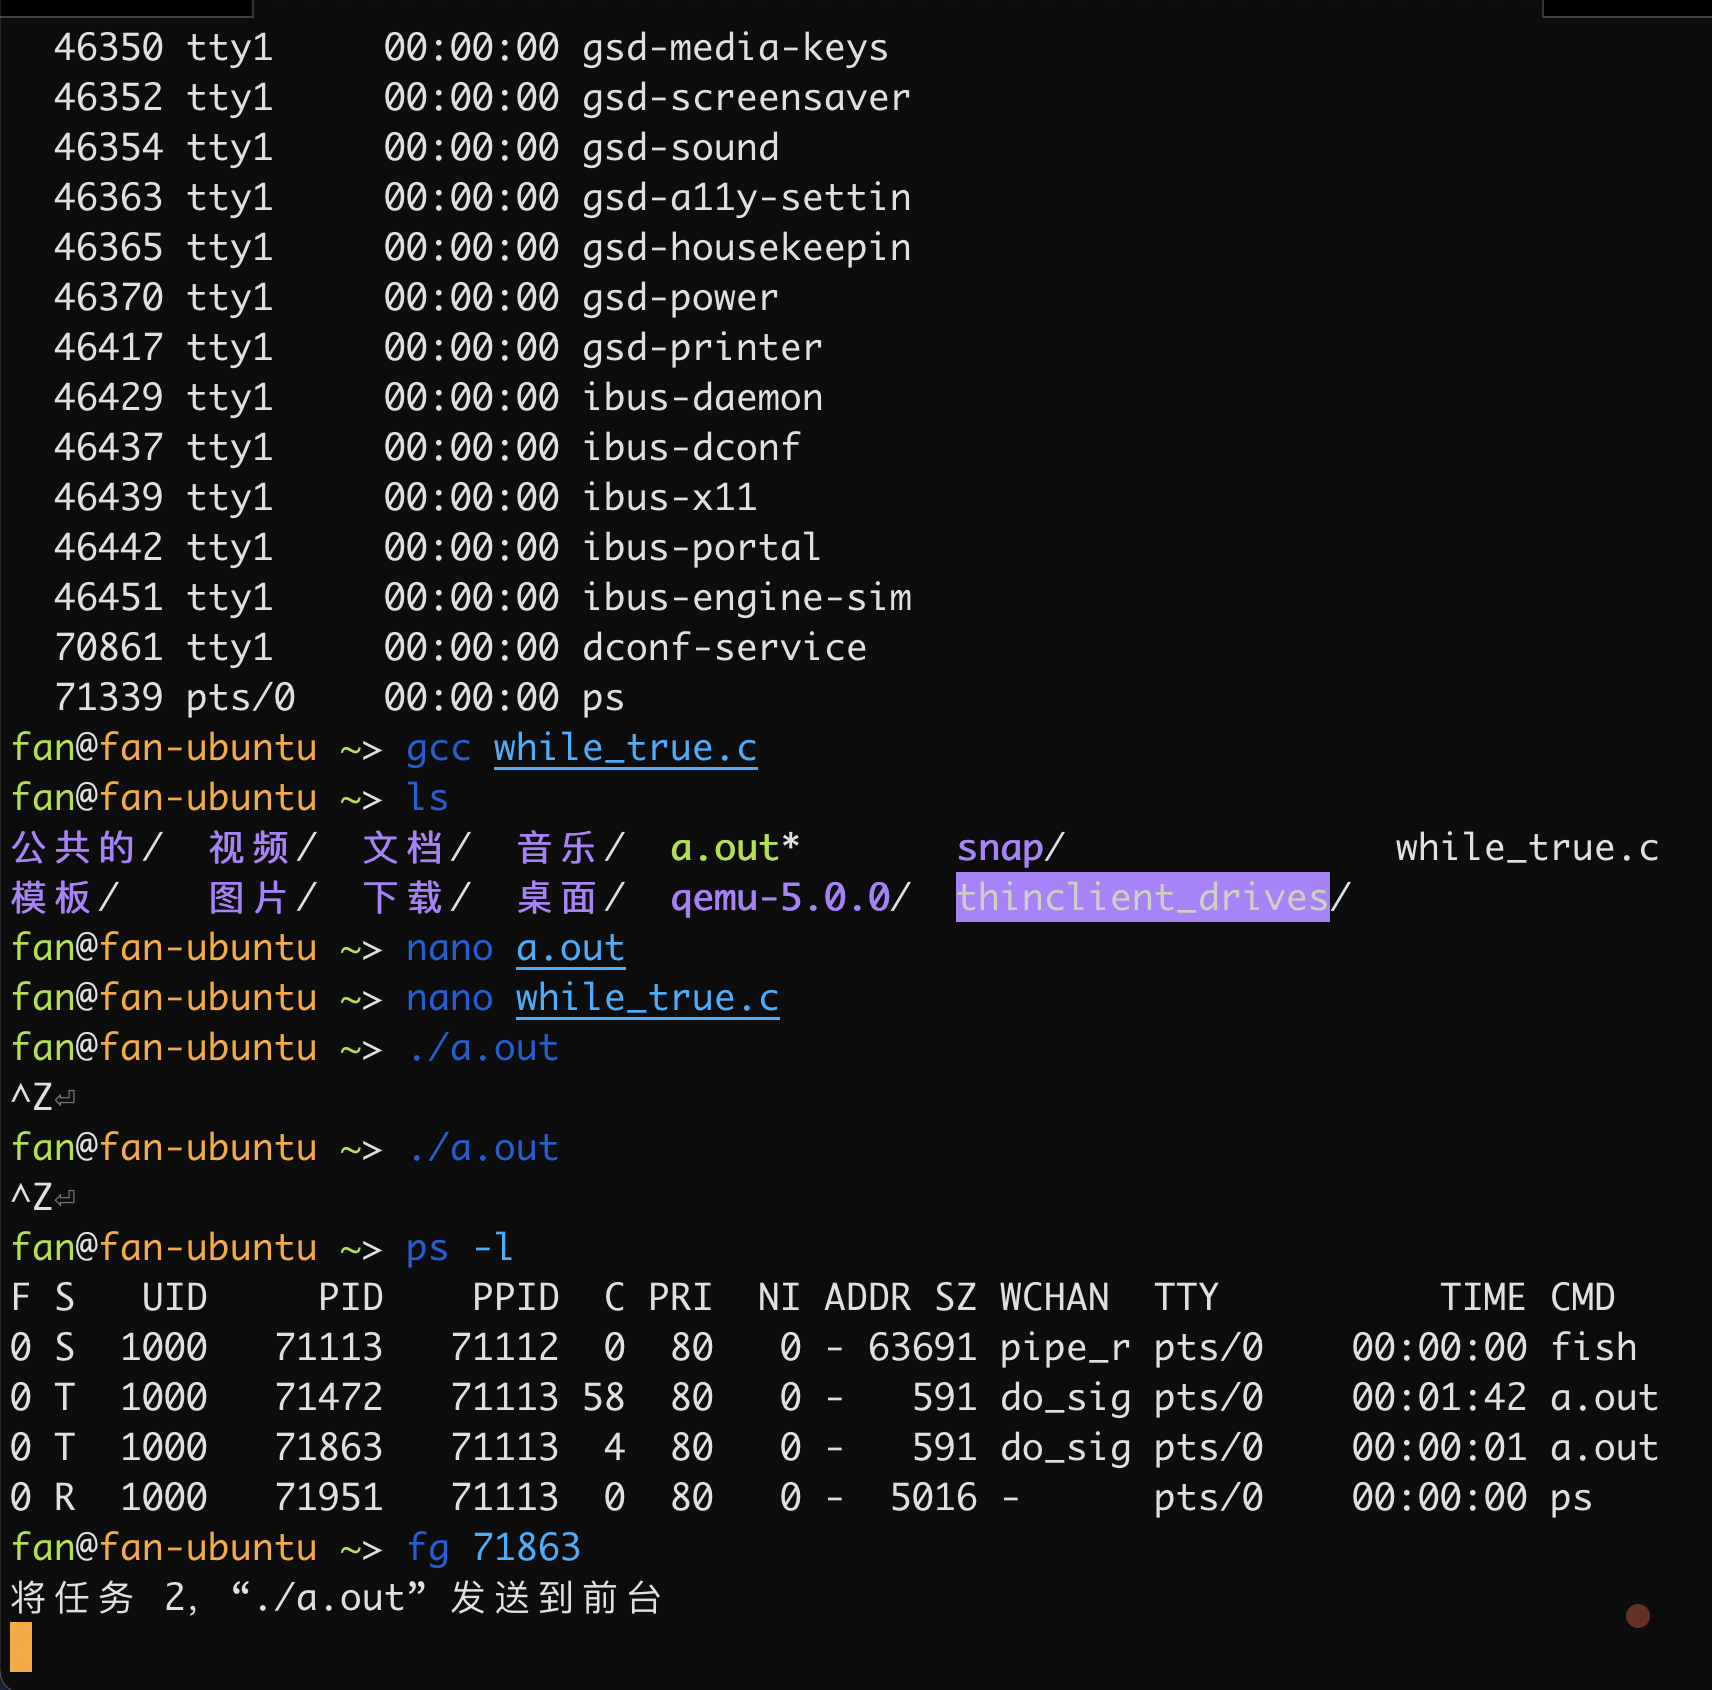 46350 tty1     00:00:00 gsd-media-keys
46352 tty1     00:00:00 gsd-screensaver
46354 tty1     00:00:00 gsd-sound
46363 tty1     00:00:00 gsd-a11y-settin
46365 tty1     00:00:00 gsd-housekeepin
46370 tty1     00:00:00 gsd-power
46417 tty1     00:00:00 gsd-printer
46429 tty1     00:00:00 ibus-daemon
46437 tty1     00:00:00 ibus-dconf
46439 tty1     00:00:00 ibus-x11
46442 tty1     00:00:00 ibus-portal
46451 tty1     00:00:00 ibus-engine-sim
70861 tty1     00:00:00 dconf-service
71339 pts/0    00:00:00 ps
fan@fan-ubuntu ~> gcc while_true.c
fan@fan-ubuntu ~> ls
公共的/  视频/  文档/  音乐/  a.out*       snap/               while_true.c
模板/    图片/  下载/  桌面/  qemu-5.0.0/  thinclient_drives/
fan@fan-ubuntu ~> nano a.out
fan@fan-ubuntu ~> nano while_true.c
fan@fan-ubuntu ~> ./a.out
^Z⏎
fan@fan-ubuntu ~> ./a.out
^Z⏎
fan@fan-ubuntu ~> ps -l
F S   UID     PID    PPID  C PRI  NI ADDR SZ WCHAN  TTY          TIME CMD
0 S  1000   71113   71112  0  80   0 - 63691 pipe_r pts/0    00:00:00 fish
0 T  1000   71472   71113 58  80   0 -   591 do_sig pts/0    00:01:42 a.out
0 T  1000   71863   71113  4  80   0 -   591 do_sig pts/0    00:00:01 a.out
0 R  1000   71951   71113  0  80   0 -  5016 -      pts/0    00:00:00 ps
fan@fan-ubuntu ~> fg 71863
将任务 2, “./a.out” 发送到前台